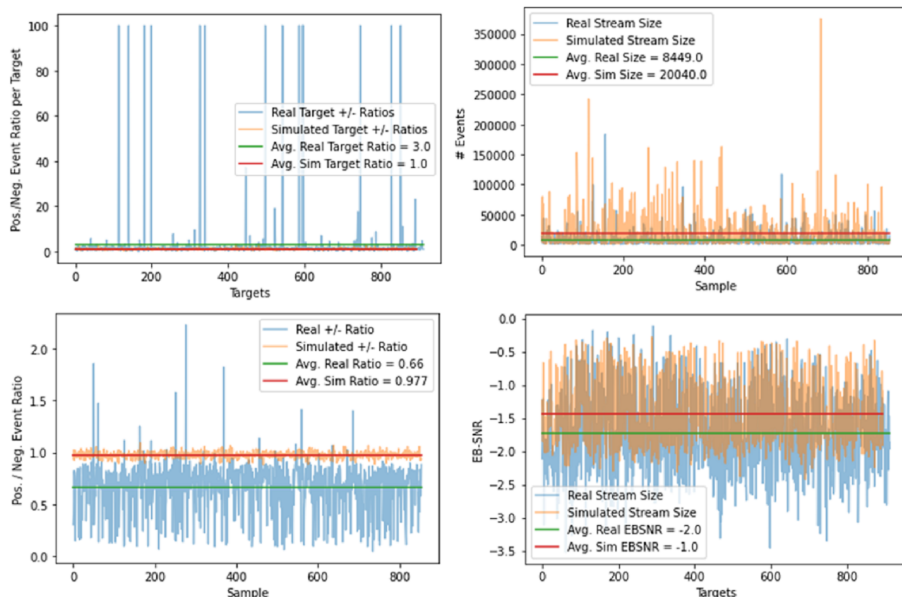 Pos./Neg. Event Ratio per Target
100
80
60
40
20
0
Real Target +/- Ratios
Simulated Target +/- Ratios
Avg. Real Target Ratio = 3.0
Avg. Sim Target Ratio = 1.0
0 200 400 600 800
Targets
# Events
350000
300000
250000
200000
150000
100000
50000
0
Real Stream Size
Simulated Stream Size
Avg. Real Size = 8449.0
Avg. Sim Size = 20040.0
0 200 400 600 800
Sample
Pos. / Neg. Event Ratio
2.0
1.5
1.0
0.5
0.0
Real +/- Ratio
Simulated +/- Ratio
Avg. Real Ratio = 0.66
Avg. Sim Ratio = 0.977
0 200 400 600 800
Sample
EB-SNR
0.0
−0.5
−1.0
−1.5
−2.0
−2.5
−3.0
−3.5
Real Stream Size
Simulated Stream Size
Avg. Real EBSNR = -2.0
Avg. Sim EBSNR = -1.0
0 200 400 600 800
Targets